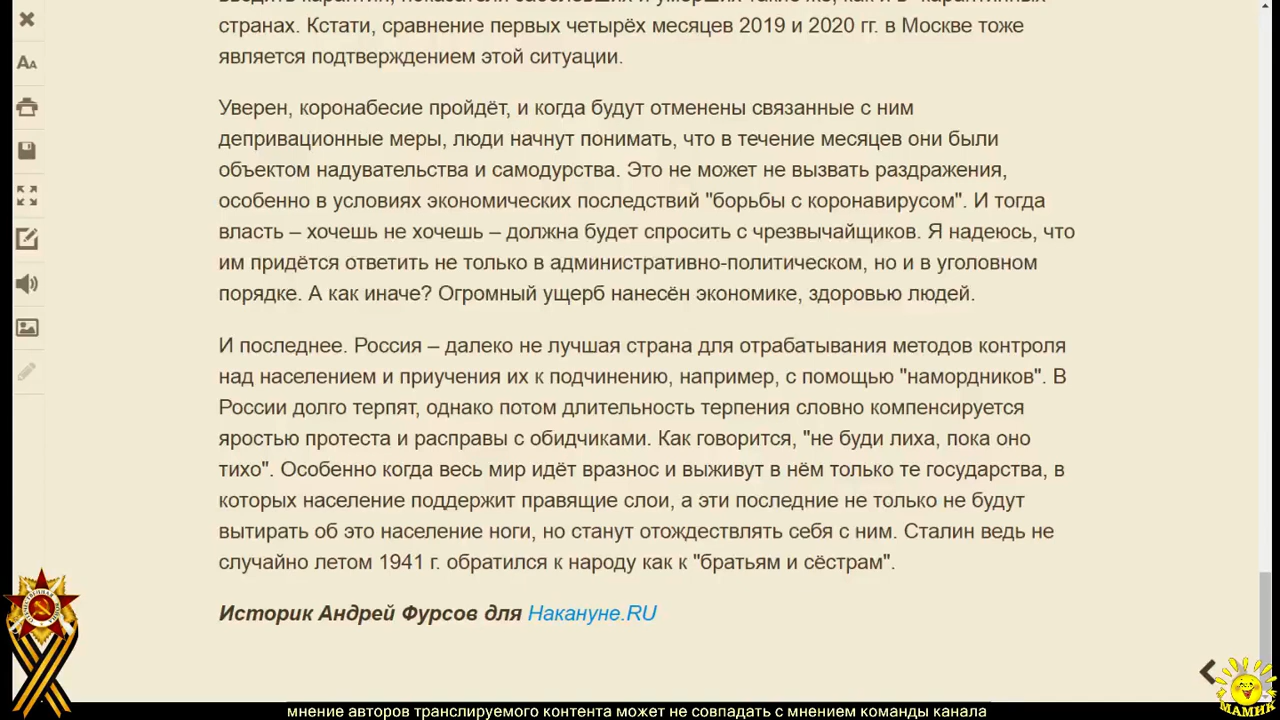 странах. Кстати, сравнение первых четырёх месяцев 2019 и 2020 гг. в Москве тоже
является подтверждением этой ситуации.
Уверен, коронабесие пройдёт, и когда будут отменены связанные с ним
депривационные меры, люди начнут понимать, что в течение месяцев они были
объектом надувательства и самодурства. Это не может не вызвать раздражения,
особенно в условиях экономических последствий "борьбы с коронавирусом". И тогда
власть – хочешь не хочешь – должна будет спросить с чрезвычайщиков. Я надеюсь, что
им придётся ответить не только в административно-политическом, но и в уголовном
порядке. А как иначе? Огромный ущерб нанесён экономике, здоровью людей.
И последнее. Россия – далеко не лучшая страна для отрабатывания методов контроля
над населением и приучения их к подчинению, например, с помощью "намордников". В
России долго терпят, однако потом длительность терпения словно компенсируется
яростью протеста и расправы с обидчиками. Как говорится, "не буди лиха, пока оно
тихо". Особенно когда весь мир идёт вразнос и выживут в нём только те государства, в
которых население поддержит правящие слои, а эти последние не только не будут
вытирать об это население ноги, но станут отождествлять себя с ним. Сталин ведь не
случайно летом 1941 г. обратился к народу как к "братьям и сёстрам".
Историк Андрей Фурсов для Накануне.RU
МАМИК
мнение авторов транслируемого контента может не совпадать с мнением команды канала